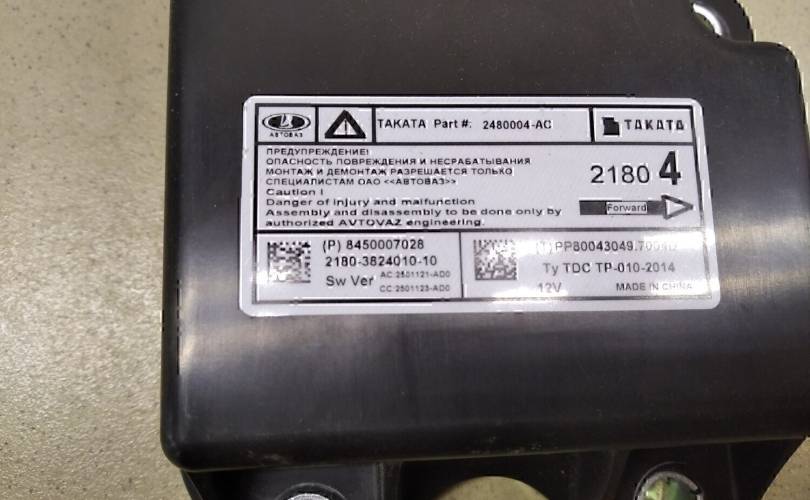 АВТОВАЗ
TAKATA Part #: 2480004-AC
TAKATA
ПРЕДУПРЕЖДЕНИЕ!
ОПАСНОСТЬ ПОВРЕЖДЕНИЯ И НЕСРАБАТЫВАНИЯ
МОНТАЖ И ДЕМОНТАЖ РАЗРЕШАЕТСЯ ТОЛЬКО
СПЕЦИАЛИСТАМ ОАО <<АВТОВАЗ>>
Caution !
Danger of injury and malfunction
Assembly and disassembly to be done only by
authorized AVTOVAZ engineering.
2180 4
Forward
(P) 8450007028
2180-3824010-10
Sw Ver AC:2501121-AD0
CC:2501123-AD0
Ty TDC TP-010-2014
12V MADE IN CHINA